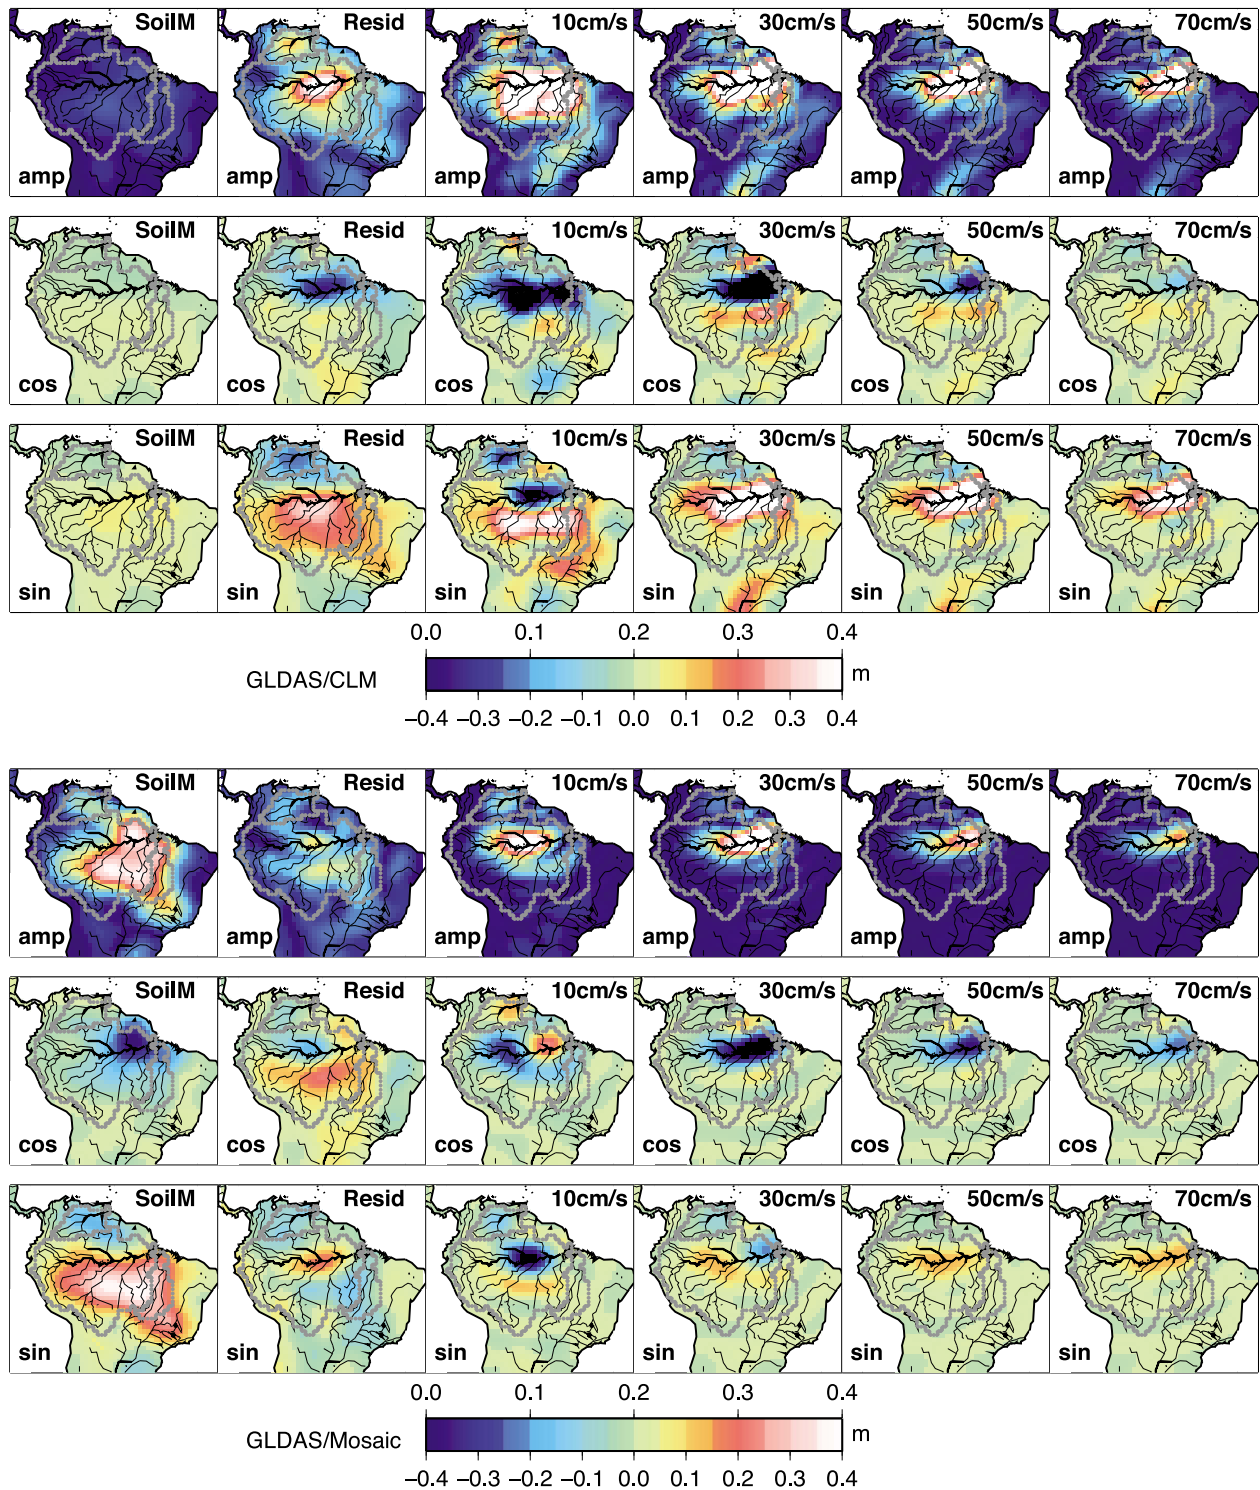 SoilM Resid 10cm/s 30cm/s 50cm/s 70cm/s
amp amp amp amp amp amp
SoilM Resid 10cm/s 30cm/s 50cm/s 70cm/s
cos cos cos cos cos cos
SoilM Resid 10cm/s 30cm/s 50cm/s 70cm/s
sin sin sin sin sin sin
0.0 0.1 0.2 0.3 0.4
GLDAS/CLM m
−0.4 −0.3 −0.2 −0.1 0.0 0.1 0.2 0.3 0.4
SoilM Resid 10cm/s 30cm/s 50cm/s 70cm/s
amp amp amp amp amp amp
SoilM Resid 10cm/s 30cm/s 50cm/s 70cm/s
cos cos cos cos cos cos
SoilM Resid 10cm/s 30cm/s 50cm/s 70cm/s
sin sin sin sin sin sin
0.0 0.1 0.2 0.3 0.4
GLDAS/Mosaic m
−0.4 −0.3 −0.2 −0.1 0.0 0.1 0.2 0.3 0.4